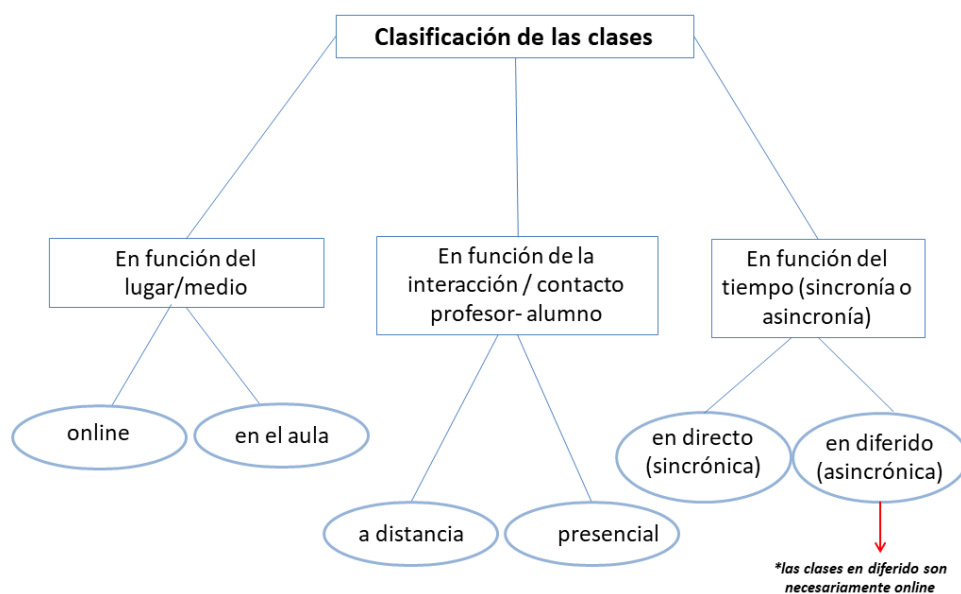 Clasificación de las clases
En función del
lugar/medio
En función de la
interacción / contacto
profesor- alumno
En función del
tiempo (sincronía o
asincronía)
online
en el aula
a distancia
presencial
en directo
(sincrónica)
en diferido
(asincrónica)
*las clases en diferido son
necesariamente online